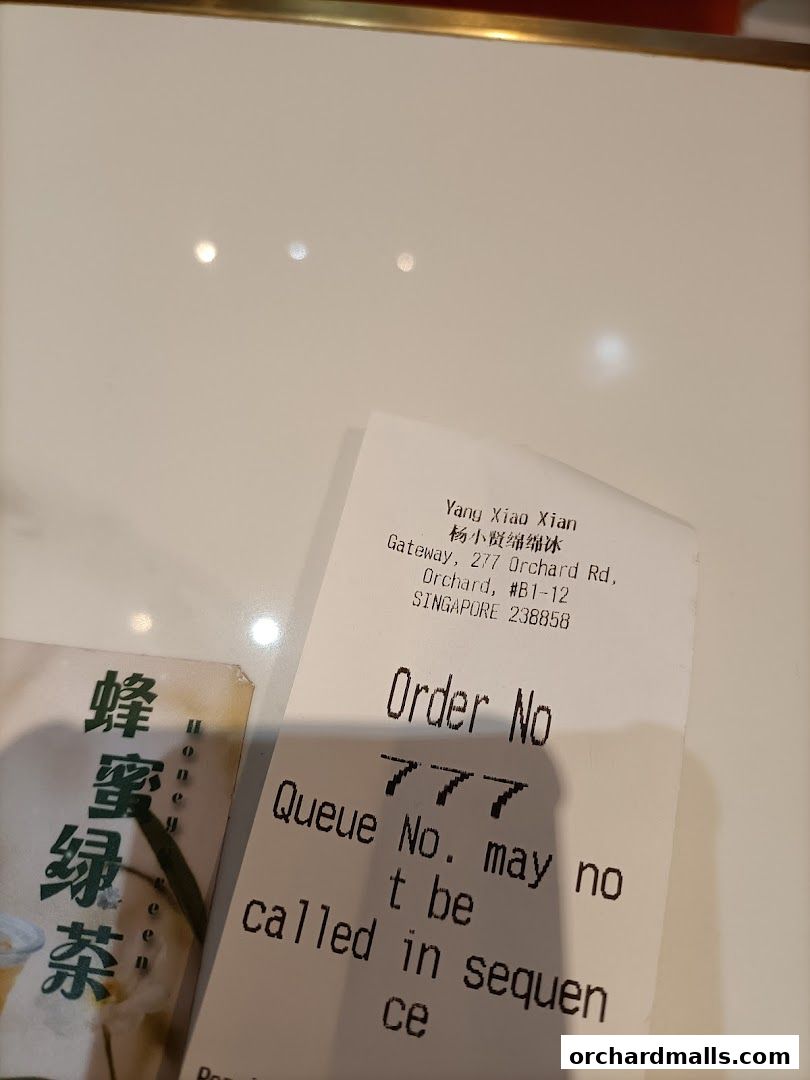 Yang Xiao Xian
杨小贤绵绵冰
Gateway, 277 Orchard Rd,
Orchard, #B1-12
SINGAPORE 238858
Order No
777
Queue No. may no
t be
called in sequen
ce
蜂蜜绿茶
Honey
orchardmalls.com